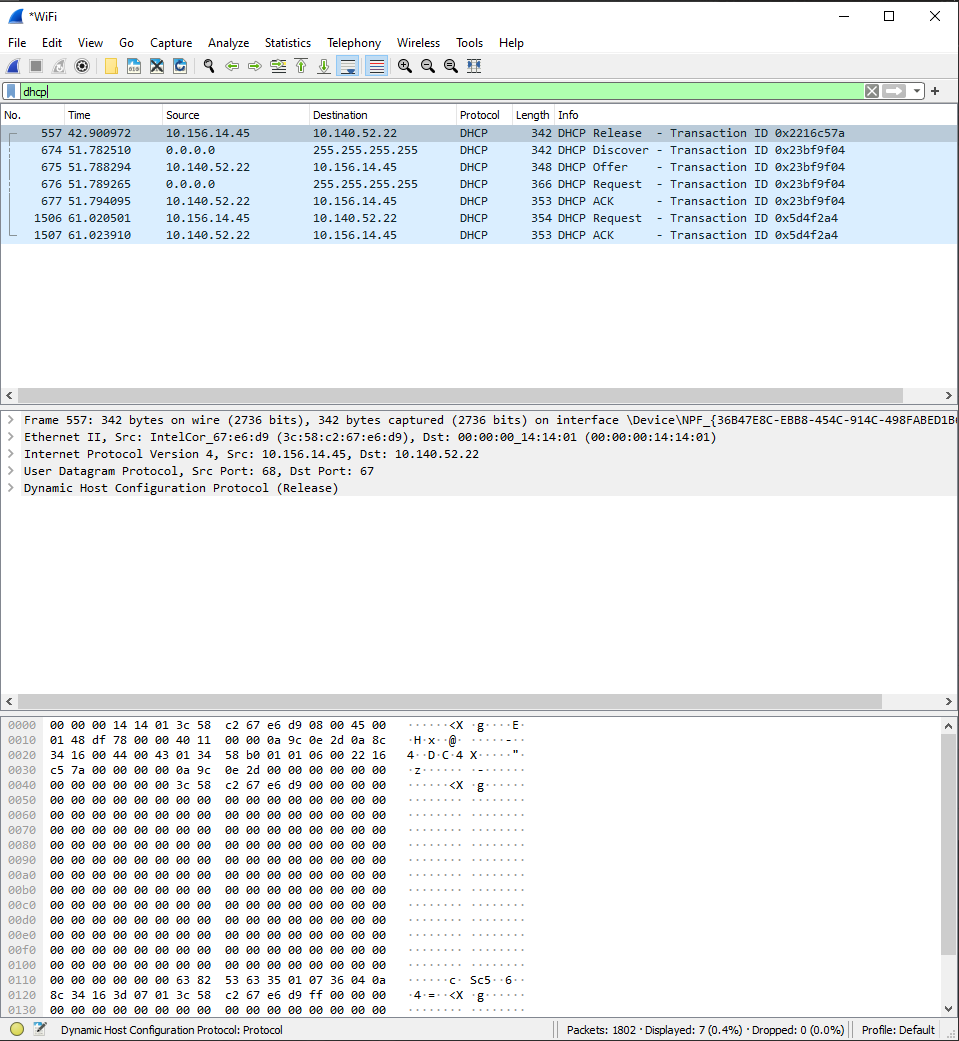 *WiFi
File Edit View Go Capture Analyze Statistics Telephony Wireless Tools Help
dhcp
No. Time Source Destination Protocol Length Info
557 42.900972 10.156.14.45 10.140.52.22 DHCP 342 DHCP Release - Transaction ID 0x2216c57a
674 51.782510 0.0.0.0 255.255.255.255 DHCP 342 DHCP Discover - Transaction ID 0x23bf9f04
675 51.788294 10.140.52.22 10.156.14.45 DHCP 348 DHCP Offer - Transaction ID 0x23bf9f04
676 51.789265 0.0.0.0 255.255.255.255 DHCP 366 DHCP Request - Transaction ID 0x23bf9f04
677 51.794095 10.140.52.22 10.156.14.45 DHCP 353 DHCP ACK - Transaction ID 0x23bf9f04
1506 61.020501 10.156.14.45 10.140.52.22 DHCP 354 DHCP Request - Transaction ID 0x5d4f2a4
1507 61.023910 10.140.52.22 10.156.14.45 DHCP 353 DHCP ACK - Transaction ID 0x5d4f2a4
Frame 557: 342 bytes on wire (2736 bits), 342 bytes captured (2736 bits) on interface \Device\NPF_{36B47E8C-EBB8-454C-914C-498FABED1B
Ethernet II, Src: IntelCor_67:e6:d9 (3c:58:c2:67:e6:d9), Dst: 00:00:00_14:14:01 (00:00:00:14:14:01)
Internet Protocol Version 4, Src: 10.156.14.45, Dst: 10.140.52.22
User Datagram Protocol, Src Port: 68, Dst Port: 67
Dynamic Host Configuration Protocol (Release)
0000 00 00 00 14 14 01 3c 58 c2 67 e6 d9 08 00 45 00 ······<X ·g····E·
0010 01 48 df 78 00 00 40 11 00 00 0a 9c 0e 2d 0a 8c ·H·x··@· ·····-··
0020 34 16 00 44 00 43 01 34 58 b0 01 01 06 00 22 16 4··D·C·4 X·····"·
0030 c5 7a 00 00 00 00 0a 9c 0e 2d 00 00 00 00 00 00 ·z······ ·-······
0040 00 00 00 00 00 00 3c 58 c2 67 e6 d9 00 00 00 00 ······<X ·g······
0050 00 00 00 00 00 00 00 00 00 00 00 00 00 00 00 00 ········ ········
0060 00 00 00 00 00 00 00 00 00 00 00 00 00 00 00 00 ········ ········
0070 00 00 00 00 00 00 00 00 00 00 00 00 00 00 00 00 ········ ········
0080 00 00 00 00 00 00 00 00 00 00 00 00 00 00 00 00 ········ ········
0090 00 00 00 00 00 00 00 00 00 00 00 00 00 00 00 00 ········ ········
00a0 00 00 00 00 00 00 00 00 00 00 00 00 00 00 00 00 ········ ········
00b0 00 00 00 00 00 00 00 00 00 00 00 00 00 00 00 00 ········ ········
00c0 00 00 00 00 00 00 00 00 00 00 00 00 00 00 00 00 ········ ········
00d0 00 00 00 00 00 00 00 00 00 00 00 00 00 00 00 00 ········ ········
00e0 00 00 00 00 00 00 00 00 00 00 00 00 00 00 00 00 ········ ········
00f0 00 00 00 00 00 00 00 00 00 00 00 00 00 00 00 00 ········ ········
0100 00 00 00 00 00 00 00 00 00 00 00 00 00 00 00 00 ········ ········
0110 00 00 00 00 00 00 63 82 53 63 35 01 07 36 04 0a ······c· Sc5··6··
0120 8c 34 16 3d 07 01 3c 58 c2 67 e6 d9 ff 00 00 00 ·4·=··<X ·g······
0130 00 00 00 00 00 00 00 00 00 00 00 00 00 00 00 00 ········ ········
Dynamic Host Configuration Protocol: Protocol Packets: 1802 · Displayed: 7 (0.4%) · Dropped: 0 (0.0%) Profile: Default